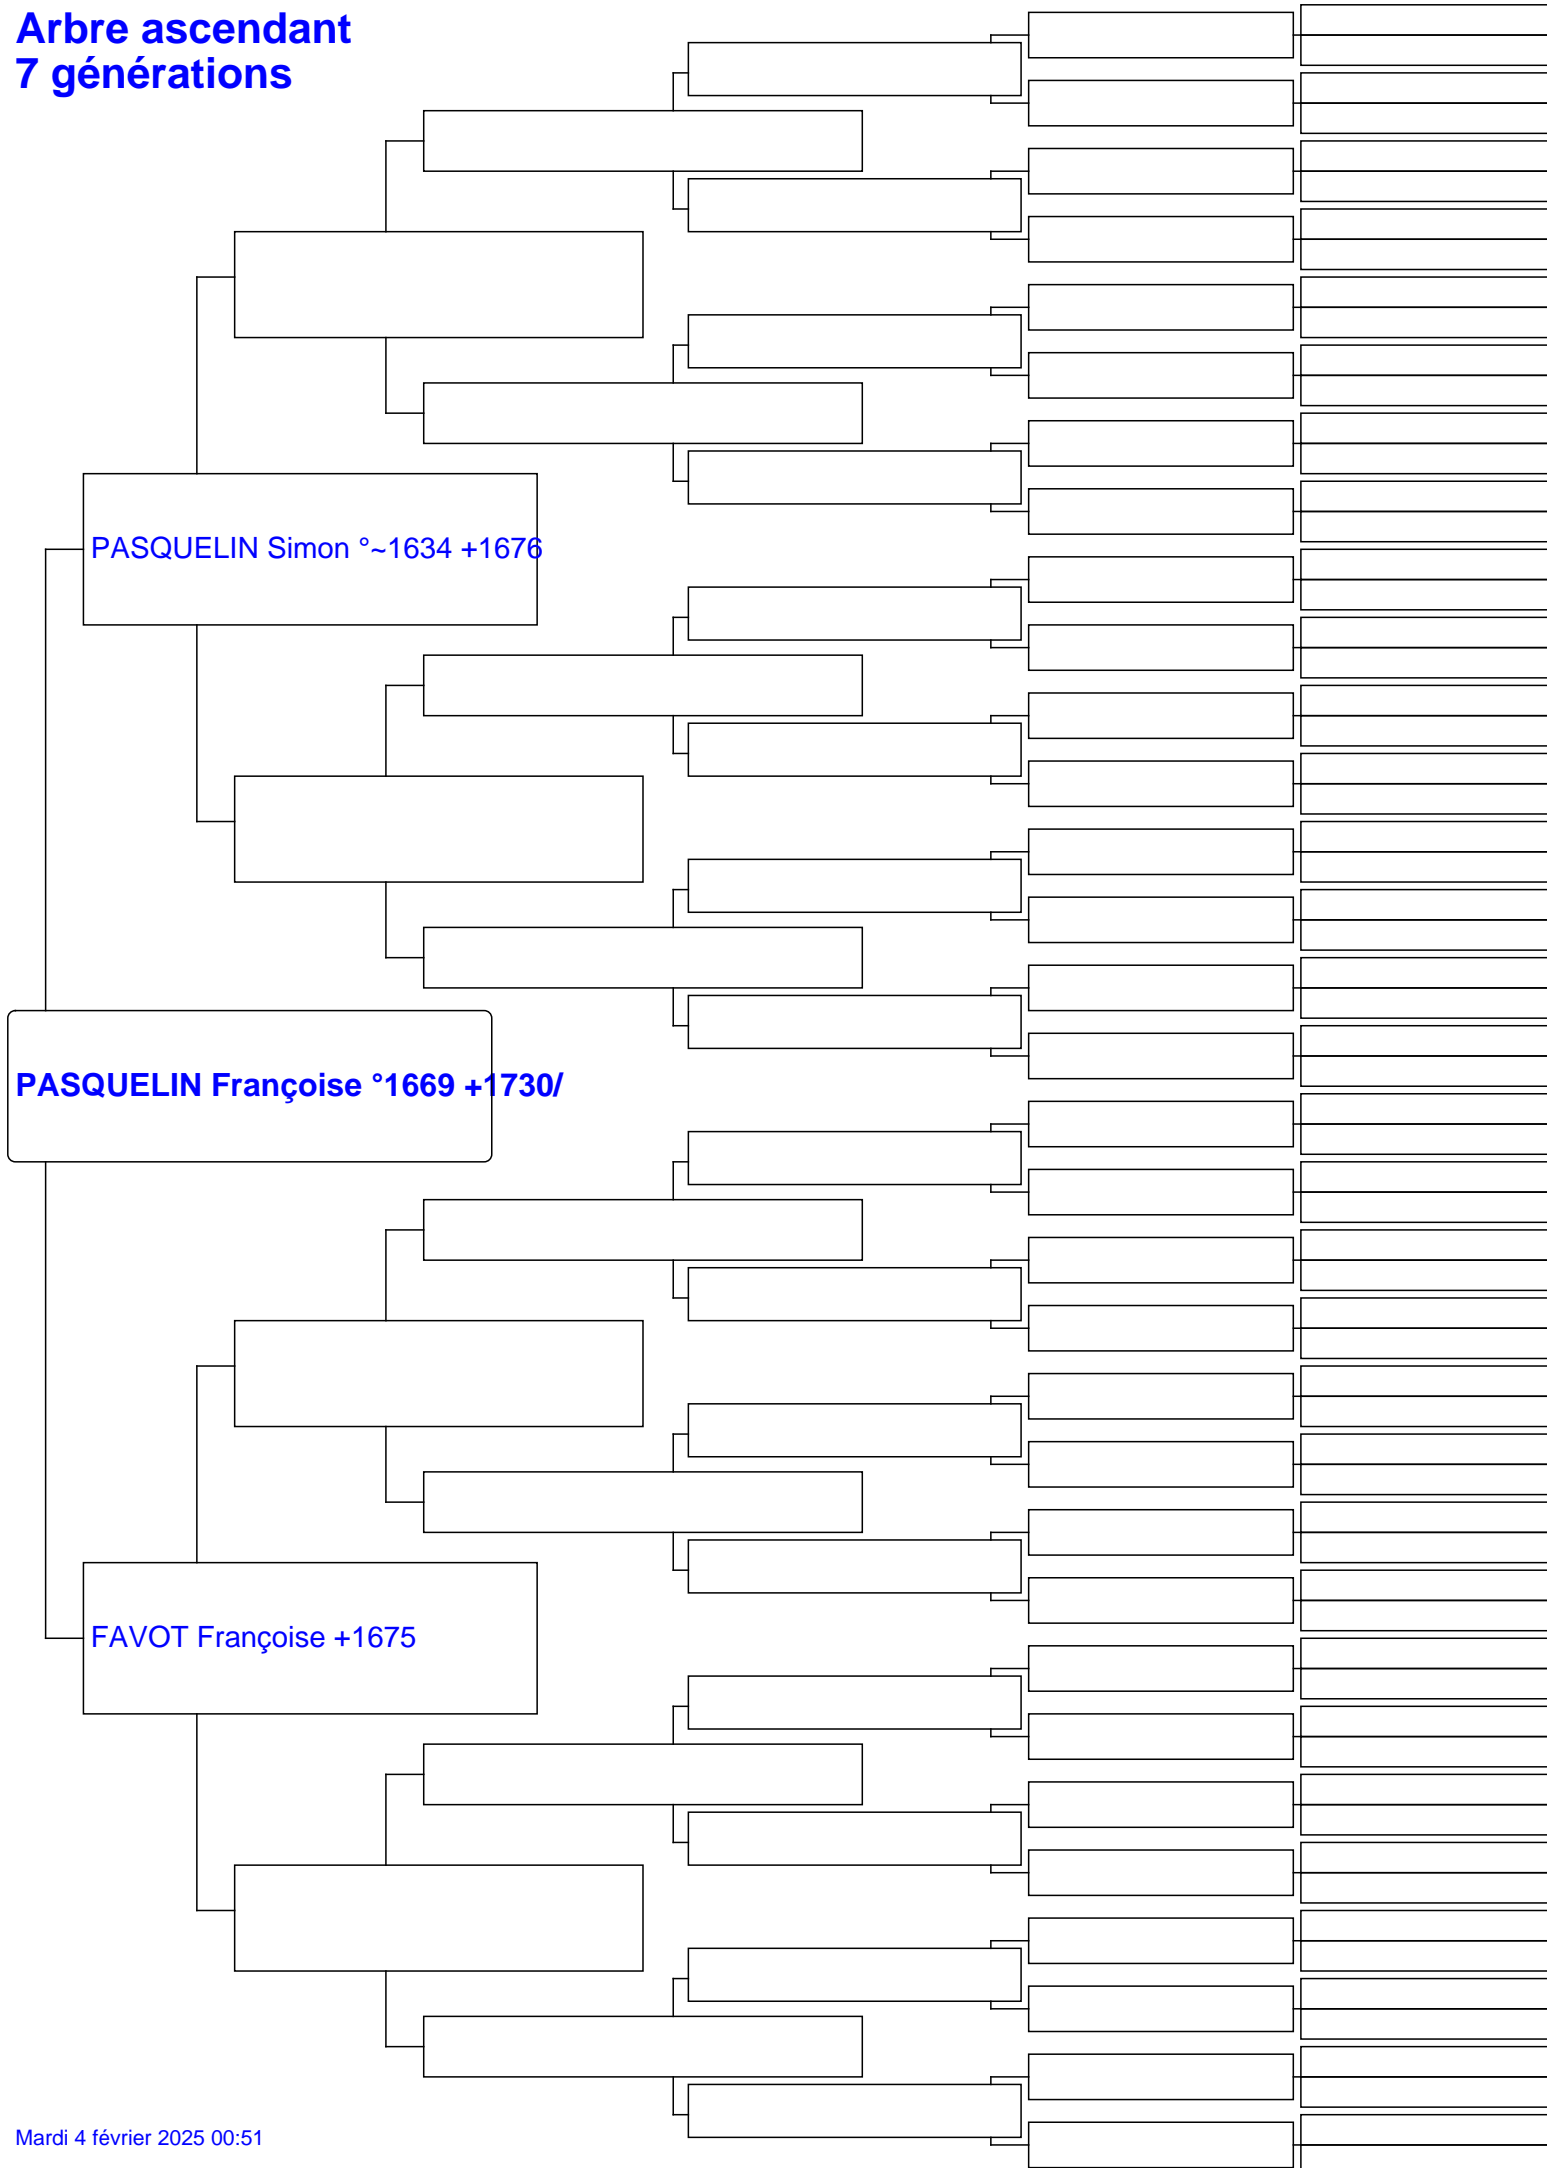 Arbre ascendant
7 générations
PASQUELIN Simon °~1634 +1676
PASQUELIN Françoise °1669 +1730/
FAVOT Françoise +1675
Mardi 4 février 2025 00:51